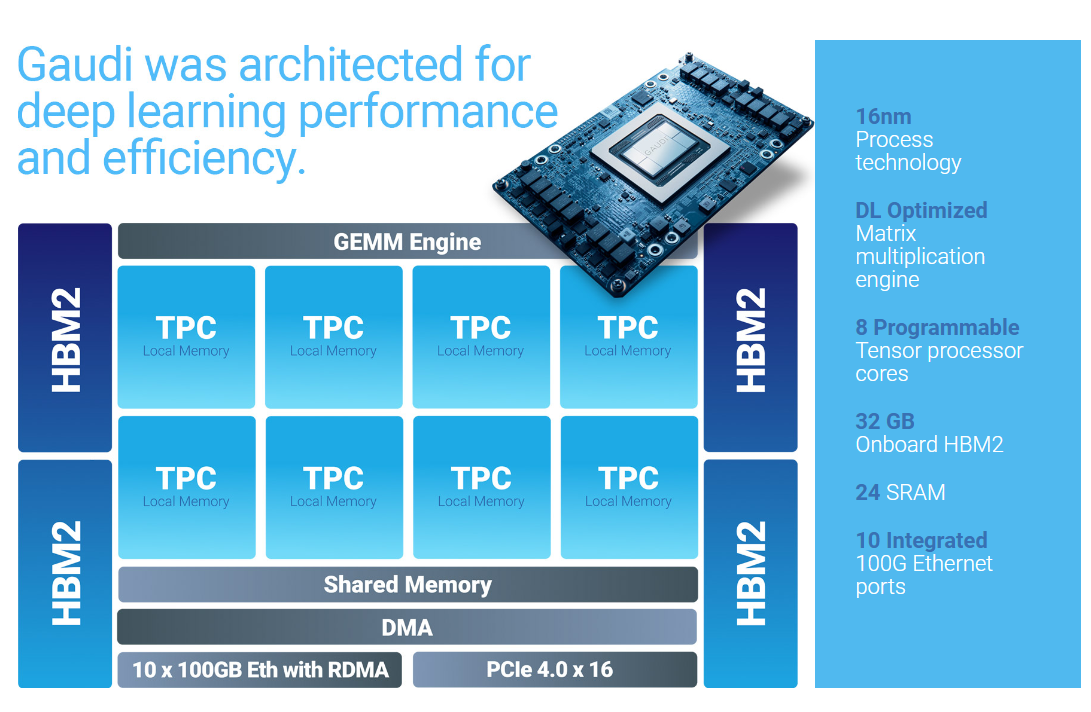 Gaudi was architected for
deep learning performance
and efficiency.
GAUDI
GEMM Engine
HBM2
HBM2
TPC
Local Memory
TPC
Local Memory
TPC
Local Memory
TPC
Local Memory
TPC
Local Memory
TPC
Local Memory
TPC
Local Memory
TPC
Local Memory
HBM2
HBM2
Shared Memory
DMA
10 x 100GB Eth with RDMA
PCIe 4.0 x 16
16nm
Process
technology
DL Optimized
Matrix
multiplication
engine
8 Programmable
Tensor processor
cores
32 GB
Onboard HBM2
24 SRAM
10 Integrated
100G Ethernet
ports